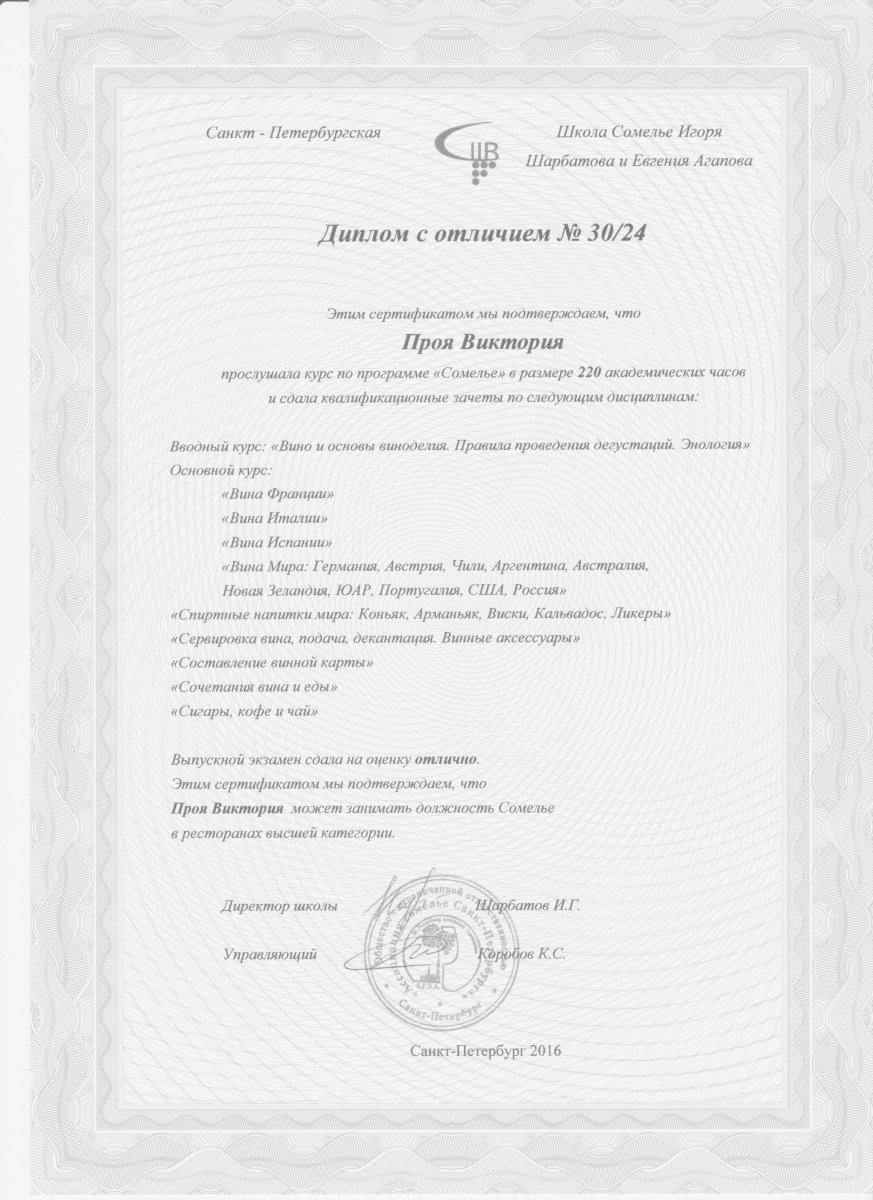 Санкт - Петербургская
ШВ
Школа Сомелье Игоря
Шарбатова и Евгения Агапова
Диплом с отличием № 30/24
Этим сертификатом мы подтверждаем, что
Проя Виктория
прослушала курс по программе «Сомелье» в размере 220 академических часов
и сдала квалификационные зачеты по следующим дисциплинам:
Вводный курс: «Вино и основы виноделия. Правила проведения дегустаций. Энология»
Основной курс:
«Вина Франции»
«Вина Италии»
«Вина Испании»
«Вина Мира: Германия, Австрия, Чили, Аргентина, Австралия,
Новая Зеландия, ЮАР, Португалия, США, Россия»
«Спиртные напитки мира: Коньяк, Арманьяк, Виски, Кальвадос, Ликеры»
«Сервировка вина, подача, декантация. Винные аксессуары»
«Составление винной карты»
«Сочетания вина и еды»
«Сигары, кофе и чай»
Выпускной экзамен сдала на оценку отлично.
Этим сертификатом мы подтверждаем, что
Проя Виктория может занимать должность Сомелье
в ресторанах высшей категории.
Директор школы
Шарбатов И.Г.
Управляющий
Коробов К.С.
Общество с ограниченной ответственностью
«Ассоциация Сомелье Санкт-Петербурга»
S.P.S.A.
Санкт-Петербург
Санкт-Петербург 2016